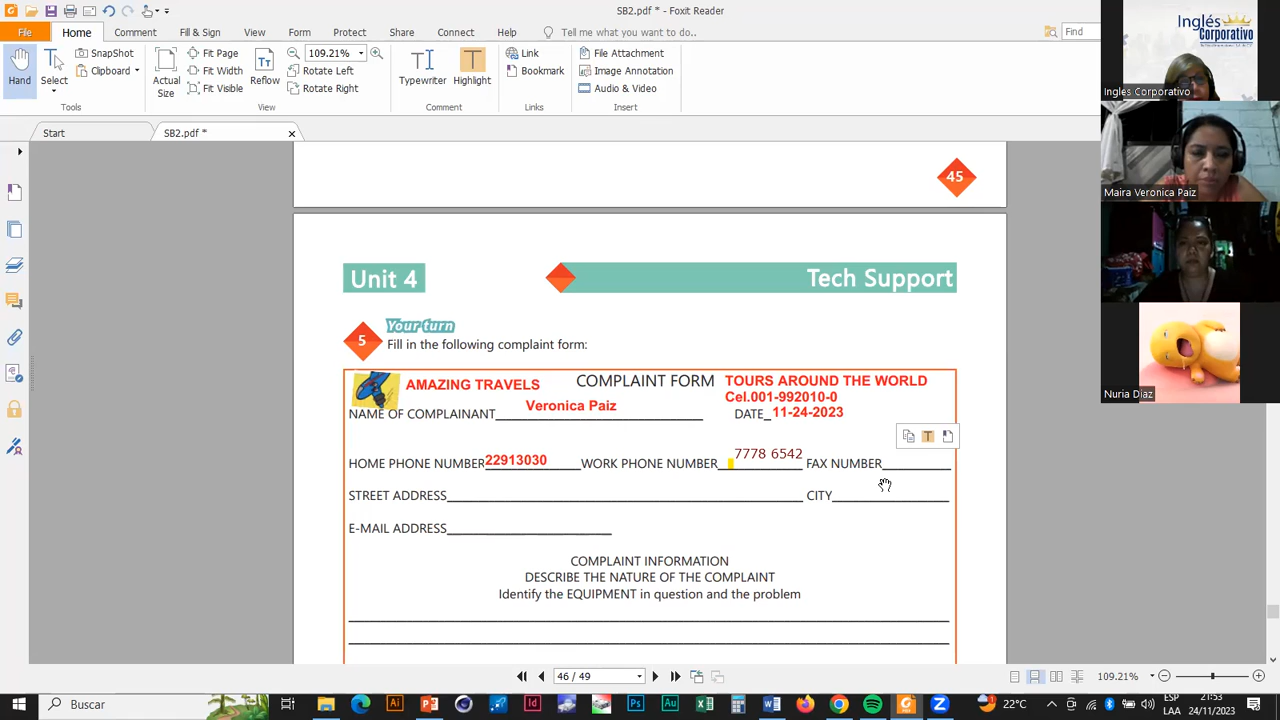 SB2.pdf * - Foxit Reader
File Home Comment Fill & Sign View Form Protect Share Connect Help Tell me what you want to do.. Find
Hand
Select
SnapShot
Clipboard
Actual Size
Fit Page
Fit Width
Fit Visible
Reflow
109.21%
Rotate Left
Rotate Right
Typewriter
Highlight
Link
Bookmark
File Attachment
Image Annotation
Audio & Video
Tools View Comment Links Insert
Start SB2.pdf *
45
Unit 4 Tech Support
5 Your turn
Fill in the following complaint form:
AMAZING TRAVELS COMPLAINT FORM TOURS AROUND THE WORLD
Cel.001-992010-0
NAME OF COMPLAINANT Veronica Paiz DATE_11-24-2023
HOME PHONE NUMBER 22913030 WORK PHONE NUMBER 7778 6542 FAX NUMBER
STREET ADDRESS CITY
E-MAIL ADDRESS
COMPLAINT INFORMATION
DESCRIBE THE NATURE OF THE COMPLAINT
Identify the EQUIPMENT in question and the problem
46 / 49
109.21%
Buscar
22°C
ESP
LAA
21:53
24/11/2023
Inglés
Corporativo
Ingles Corporativo
Maira Veronica Paiz
Nuria Diaz